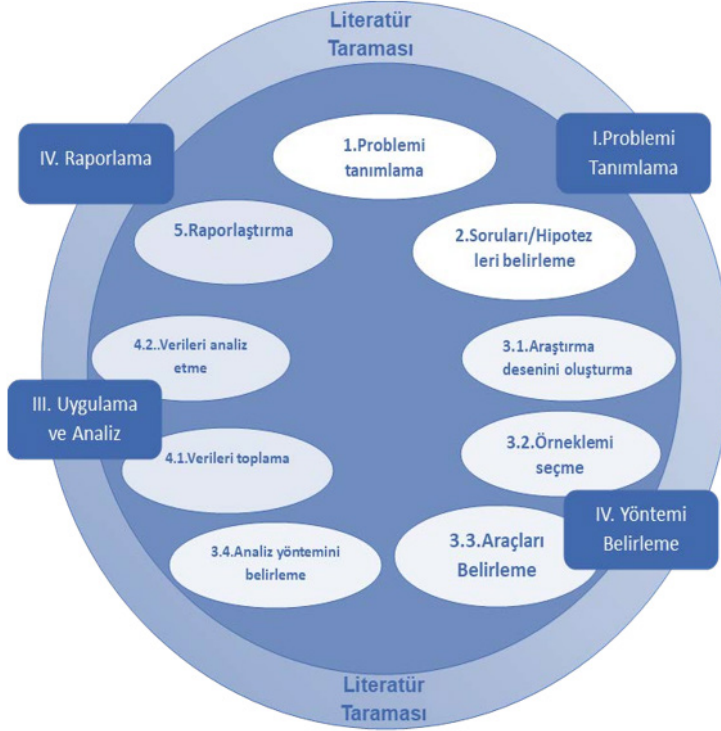 Literatür
Taraması
IV. Raporlama
I.Problemi
Tanımlama
1.Problemi
tanımlama
5.Raporlaştırma
2.Soruları/Hipotez
leri belirleme
4.2..Verileri analiz
etme
3.1.Araştırma
desenini oluşturma
III. Uygulama
ve Analiz
3.2.Örneklemi
seçme
4.1.Verileri toplama
IV. Yöntemi
Belirleme
3.4.Analiz yöntemini
belirleme
3.3.Araçları
Belirleme
Literatür
Taraması